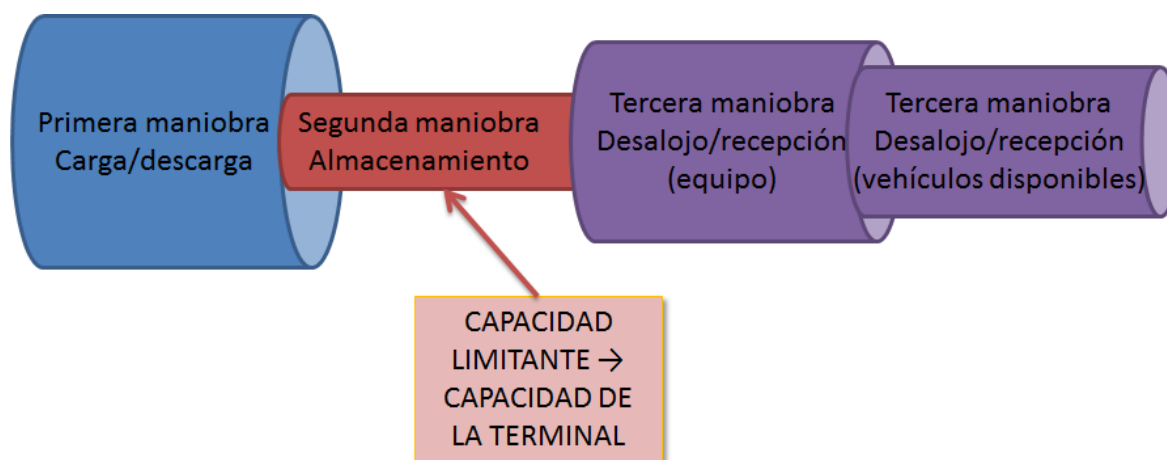 Primera maniobra
Carga/descarga
Segunda maniobra
Almacenamiento
Tercera maniobra
Desalojo/recepción
(equipo)
Tercera maniobra
Desalojo/recepción
(vehículos disponibles)
CAPACIDAD
LIMITANTE →
CAPACIDAD DE
LA TERMINAL